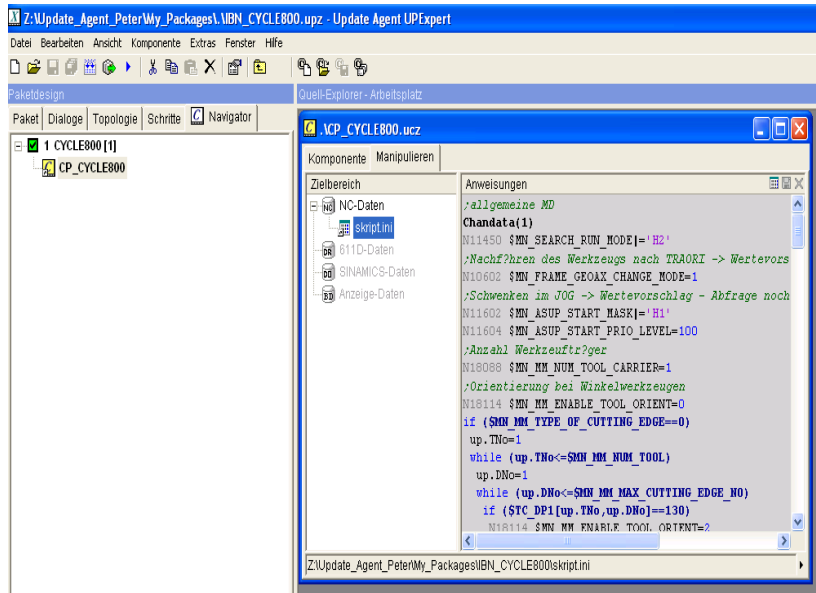 Z:\Update_Agent_Peter\My_Packages\.\IBN_CYCLE800.upz - Update Agent UPExpert
Datei Bearbeiten Ansicht Komponente Extras Fenster Hilfe
Paketdesign
Quell-Explorer - Arbeitsplatz
Paket Dialoge Topologie Schritte Navigator
1 CYCLE800 [1]
CP_CYCLE800
.\CP_CYCLE800.ucz
Komponente Manipulieren
Zielbereich
NC-Daten
skript.ini
611D-Daten
SINAMICS-Daten
Anzeige-Daten
Anweisungen
;allgemeine MD
Chandata(1)
N11450 $MN_SEARCH_RUN_MODE|='H2'
;Nachf?hren des Werkzeugs nach TRAORI -> Wertevors
N10602 $MN_FRAME_GEOAX_CHANGE_MODE=1
;Schwenken im JOG -> Wertevorschlag - Abfrage noch
N11602 $MN_ASUP_START_MASK|='H1'
N11604 $MN_ASUP_START_PRIO_LEVEL=100
;Anzahl Werkzeuftr?ger
N18088 $MN_MM_NUM_TOOL_CARRIER=1
;Orientierung bei Winkelwerkzeugen
N18114 $MN_MM_ENABLE_TOOL_ORIENT=0
if ($MN_MM_TYPE_OF_CUTTING_EDGE==0)
up.TNo=1
while (up.TNo<=$MN_MM_NUM_TOOL)
up.DNo=1
while (up.DNo<=$MN_MM_MAX_CUTTING_EDGE_NO)
if ($TC_DP1[up.TNo,up.DNo]==130)
N18114 $MN_MM_ENABLE_TOOL_ORIENT=2
Z:\Update_Agent_Peter\My_Packages\IBN_CYCLE800\skript.ini